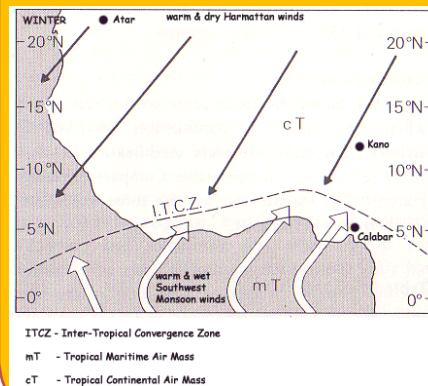 WINTER
Atar
warm & dry Harmattan winds
20°N
20°N
15°N
15°N
cT
Kano
10°N
10°N
I.T.C.Z.
5°N
5°N
Calabar
warm & wet
Southwest
Monsoon winds
mT
0°
0°
ITCZ - Inter-Tropical Convergence Zone
mT - Tropical Maritime Air Mass
cT - Tropical Continental Air Mass